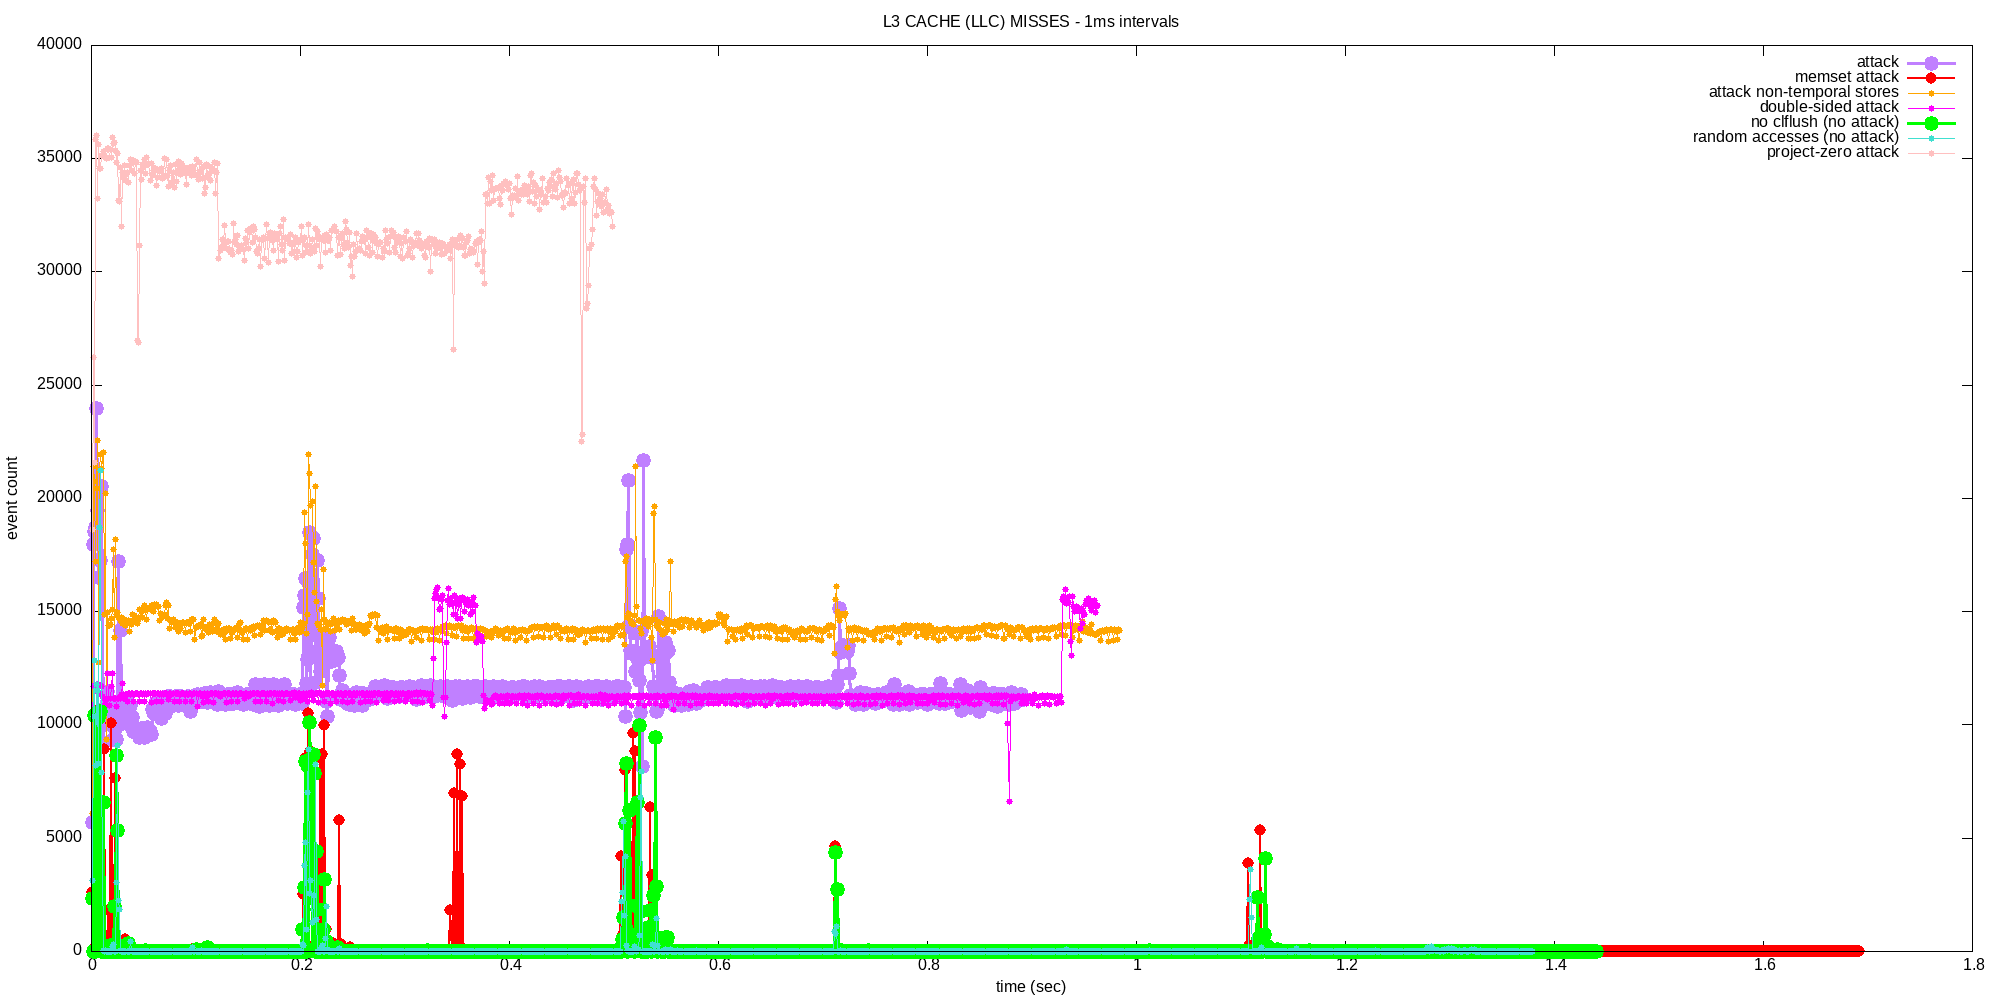 L3 CACHE (LLC) MISSES - 1ms intervals
40000
35000
30000
25000
20000
15000
10000
5000
0
event count
attack
memset attack
attack non-temporal stores
double-sided attack
no clflush (no attack)
random accesses (no attack)
project-zero attack
0 0.2 0.4 0.6 0.8 1 1.2 1.4 1.6 1.8
time (sec)